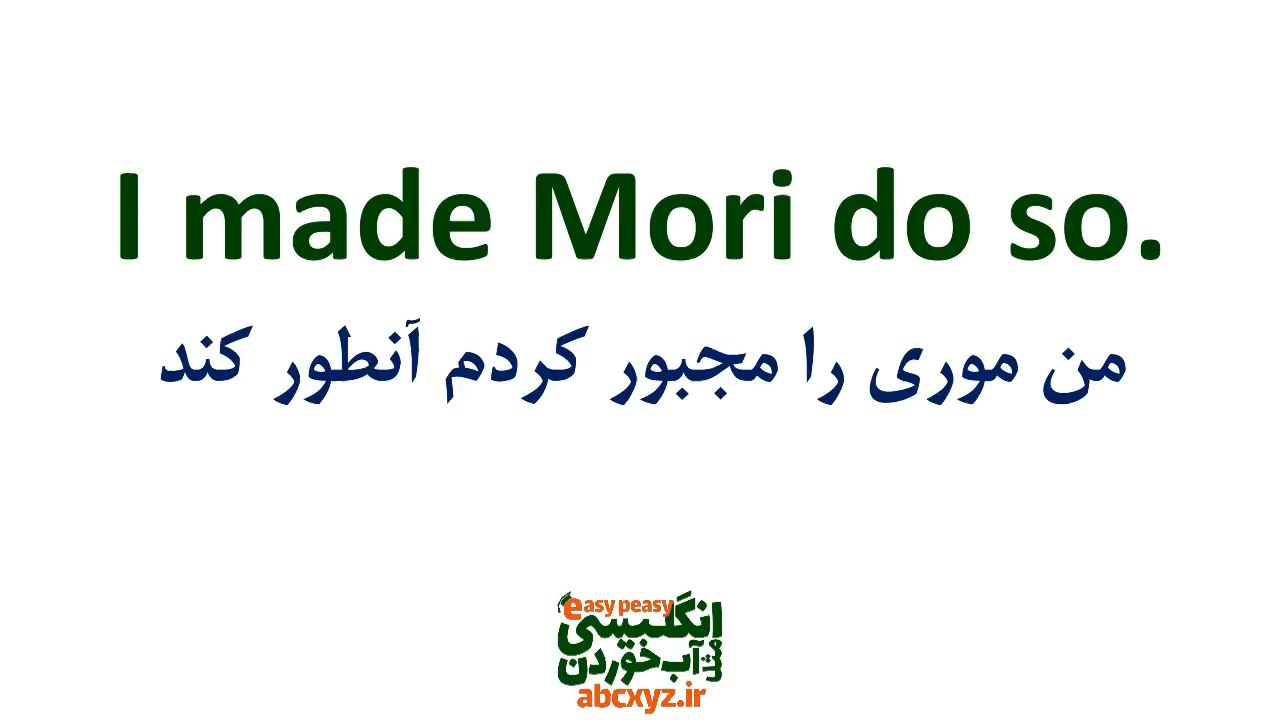 I made Mori do so.
من موری را مجبور کردم آنطور کند
easy peasy
انگلیسی
مثل آب خوردن
abcxyz.ir